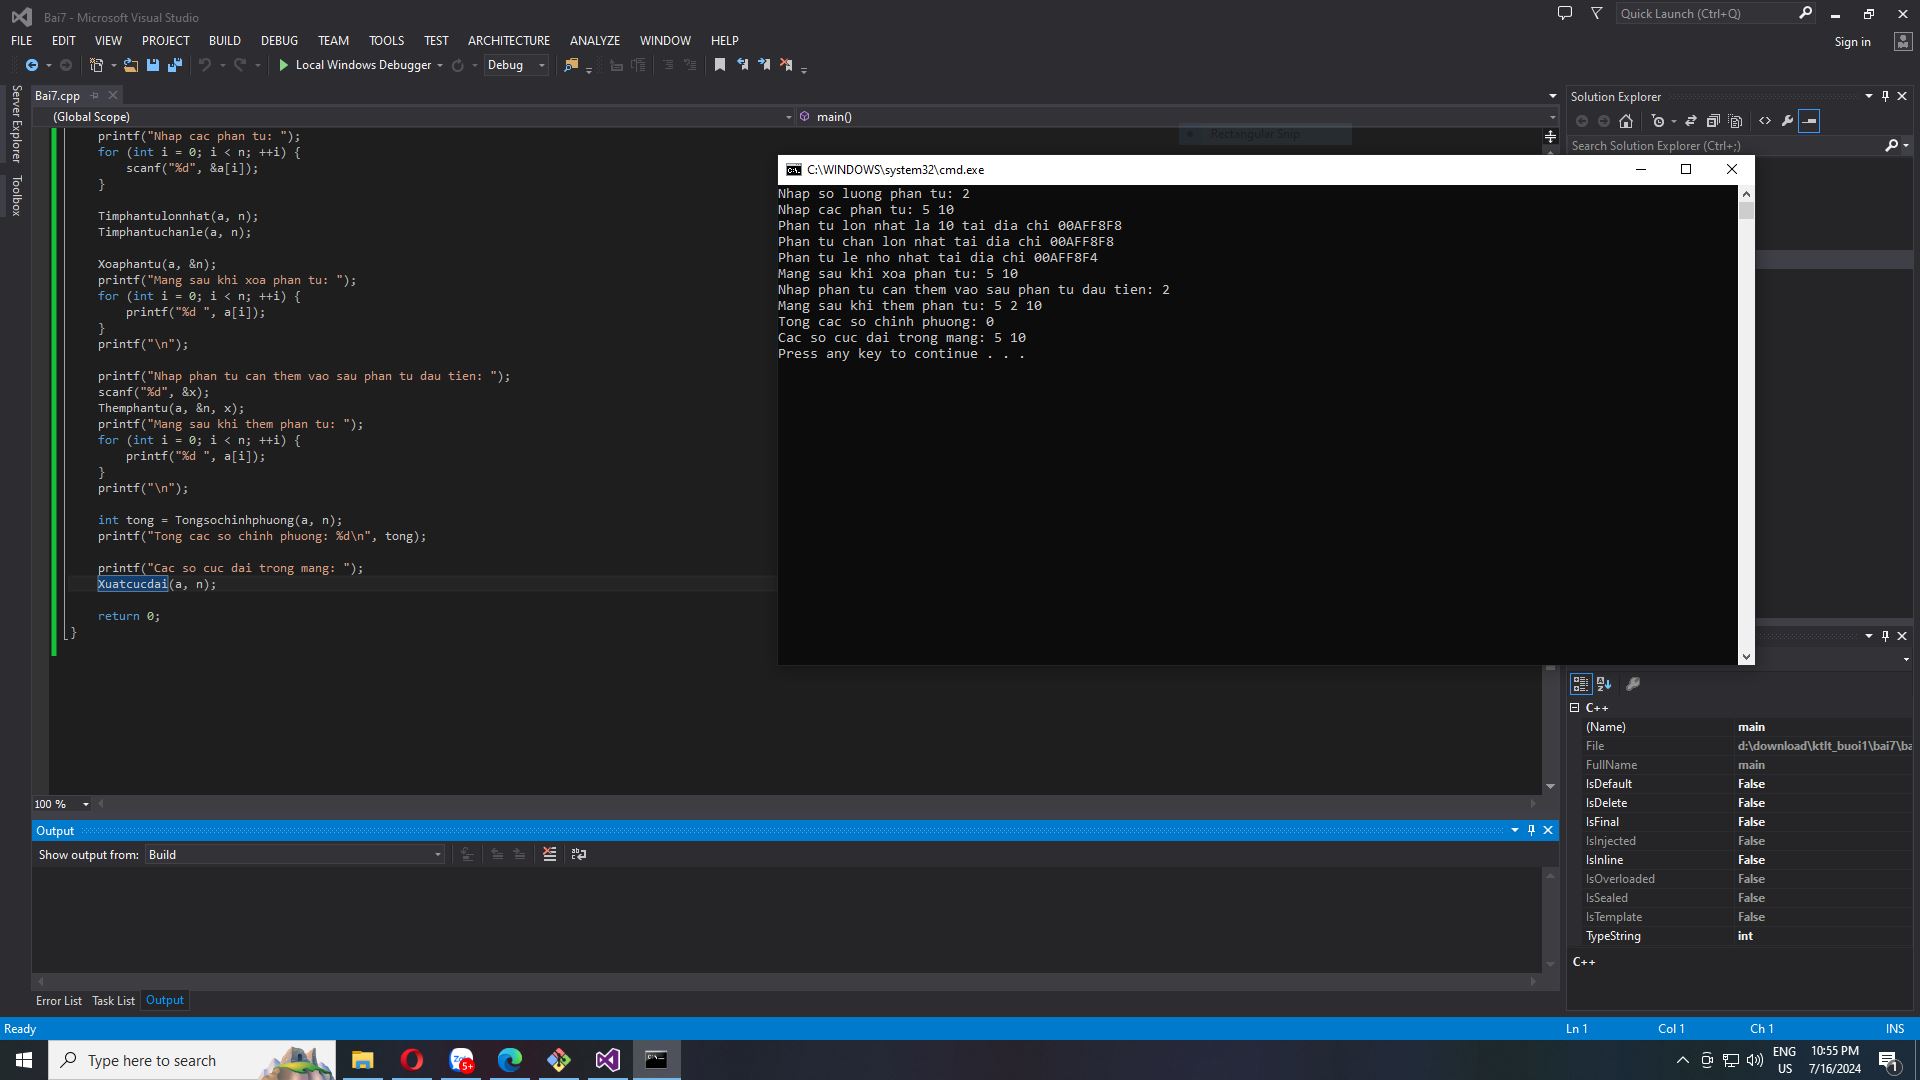 Bai7 - Microsoft Visual Studio
Quick Launch (Ctrl+Q)
FILE EDIT VIEW PROJECT BUILD DEBUG TEAM TOOLS TEST ARCHITECTURE ANALYZE WINDOW HELP
Sign in
Local Windows Debugger
Debug
Server Explorer
Toolbox
Bai7.cpp
(Global Scope)
main()
Rectangular Snip
printf("Nhap cac phan tu: ");
for (int i = 0; i < n; ++i) {
scanf("%d", &a[i]);
}
Timphantulonnhat(a, n);
Timphantuchanle(a, n);
Xoaphantu(a, &n);
printf("Mang sau khi xoa phan tu: ");
for (int i = 0; i < n; ++i) {
printf("%d ", a[i]);
}
printf("\n");
printf("Nhap phan tu can them vao sau phan tu dau tien: ");
scanf("%d", &x);
Themphantu(a, &n, x);
printf("Mang sau khi them phan tu: ");
for (int i = 0; i < n; ++i) {
printf("%d ", a[i]);
}
printf("\n");
int tong = Tongsochinhphuong(a, n);
printf("Tong cac so chinh phuong: %d\n", tong);
printf("Cac so cuc dai trong mang: ");
Xuatcucdai(a, n);
return 0;
}
C:\WINDOWS\system32\cmd.exe
Nhap so luong phan tu: 2
Nhap cac phan tu: 5 10
Phan tu lon nhat la 10 tai dia chi 00AFF8F8
Phan tu chan lon nhat tai dia chi 00AFF8F8
Phan tu le nho nhat tai dia chi 00AFF8F4
Mang sau khi xoa phan tu: 5 10
Nhap phan tu can them vao sau phan tu dau tien: 2
Mang sau khi them phan tu: 5 2 10
Tong cac so chinh phuong: 0
Cac so cuc dai trong mang: 5 10
Press any key to continue . . .
Solution Explorer
Search Solution Explorer (Ctrl+;)
C++
(Name) main
File d:\download\ktlt_buoi1\bai7\ba
FullName main
IsDefault False
IsDelete False
IsFinal False
IsInjected False
IsInline False
IsOverloaded False
IsSealed False
IsTemplate False
TypeString int
C++
100 %
Output
Show output from: Build
Error List Task List Output
Ready
Ln 1 Col 1 Ch 1 INS
Type here to search
5+
ENG
US
10:55 PM
7/16/2024
1